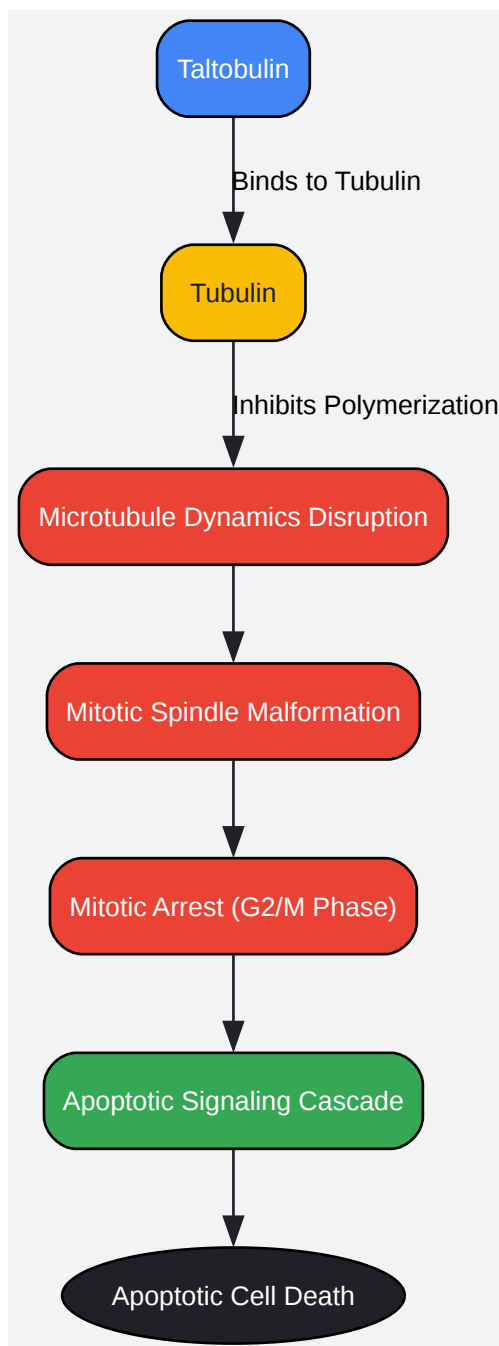 Taltobulin
Binds to Tubulin
Tubulin
Inhibits Polymerization
Microtubule Dynamics Disruption
Mitotic Spindle Malformation
Mitotic Arrest (G2/M Phase)
Apoptotic Signaling Cascade
Apoptotic Cell Death